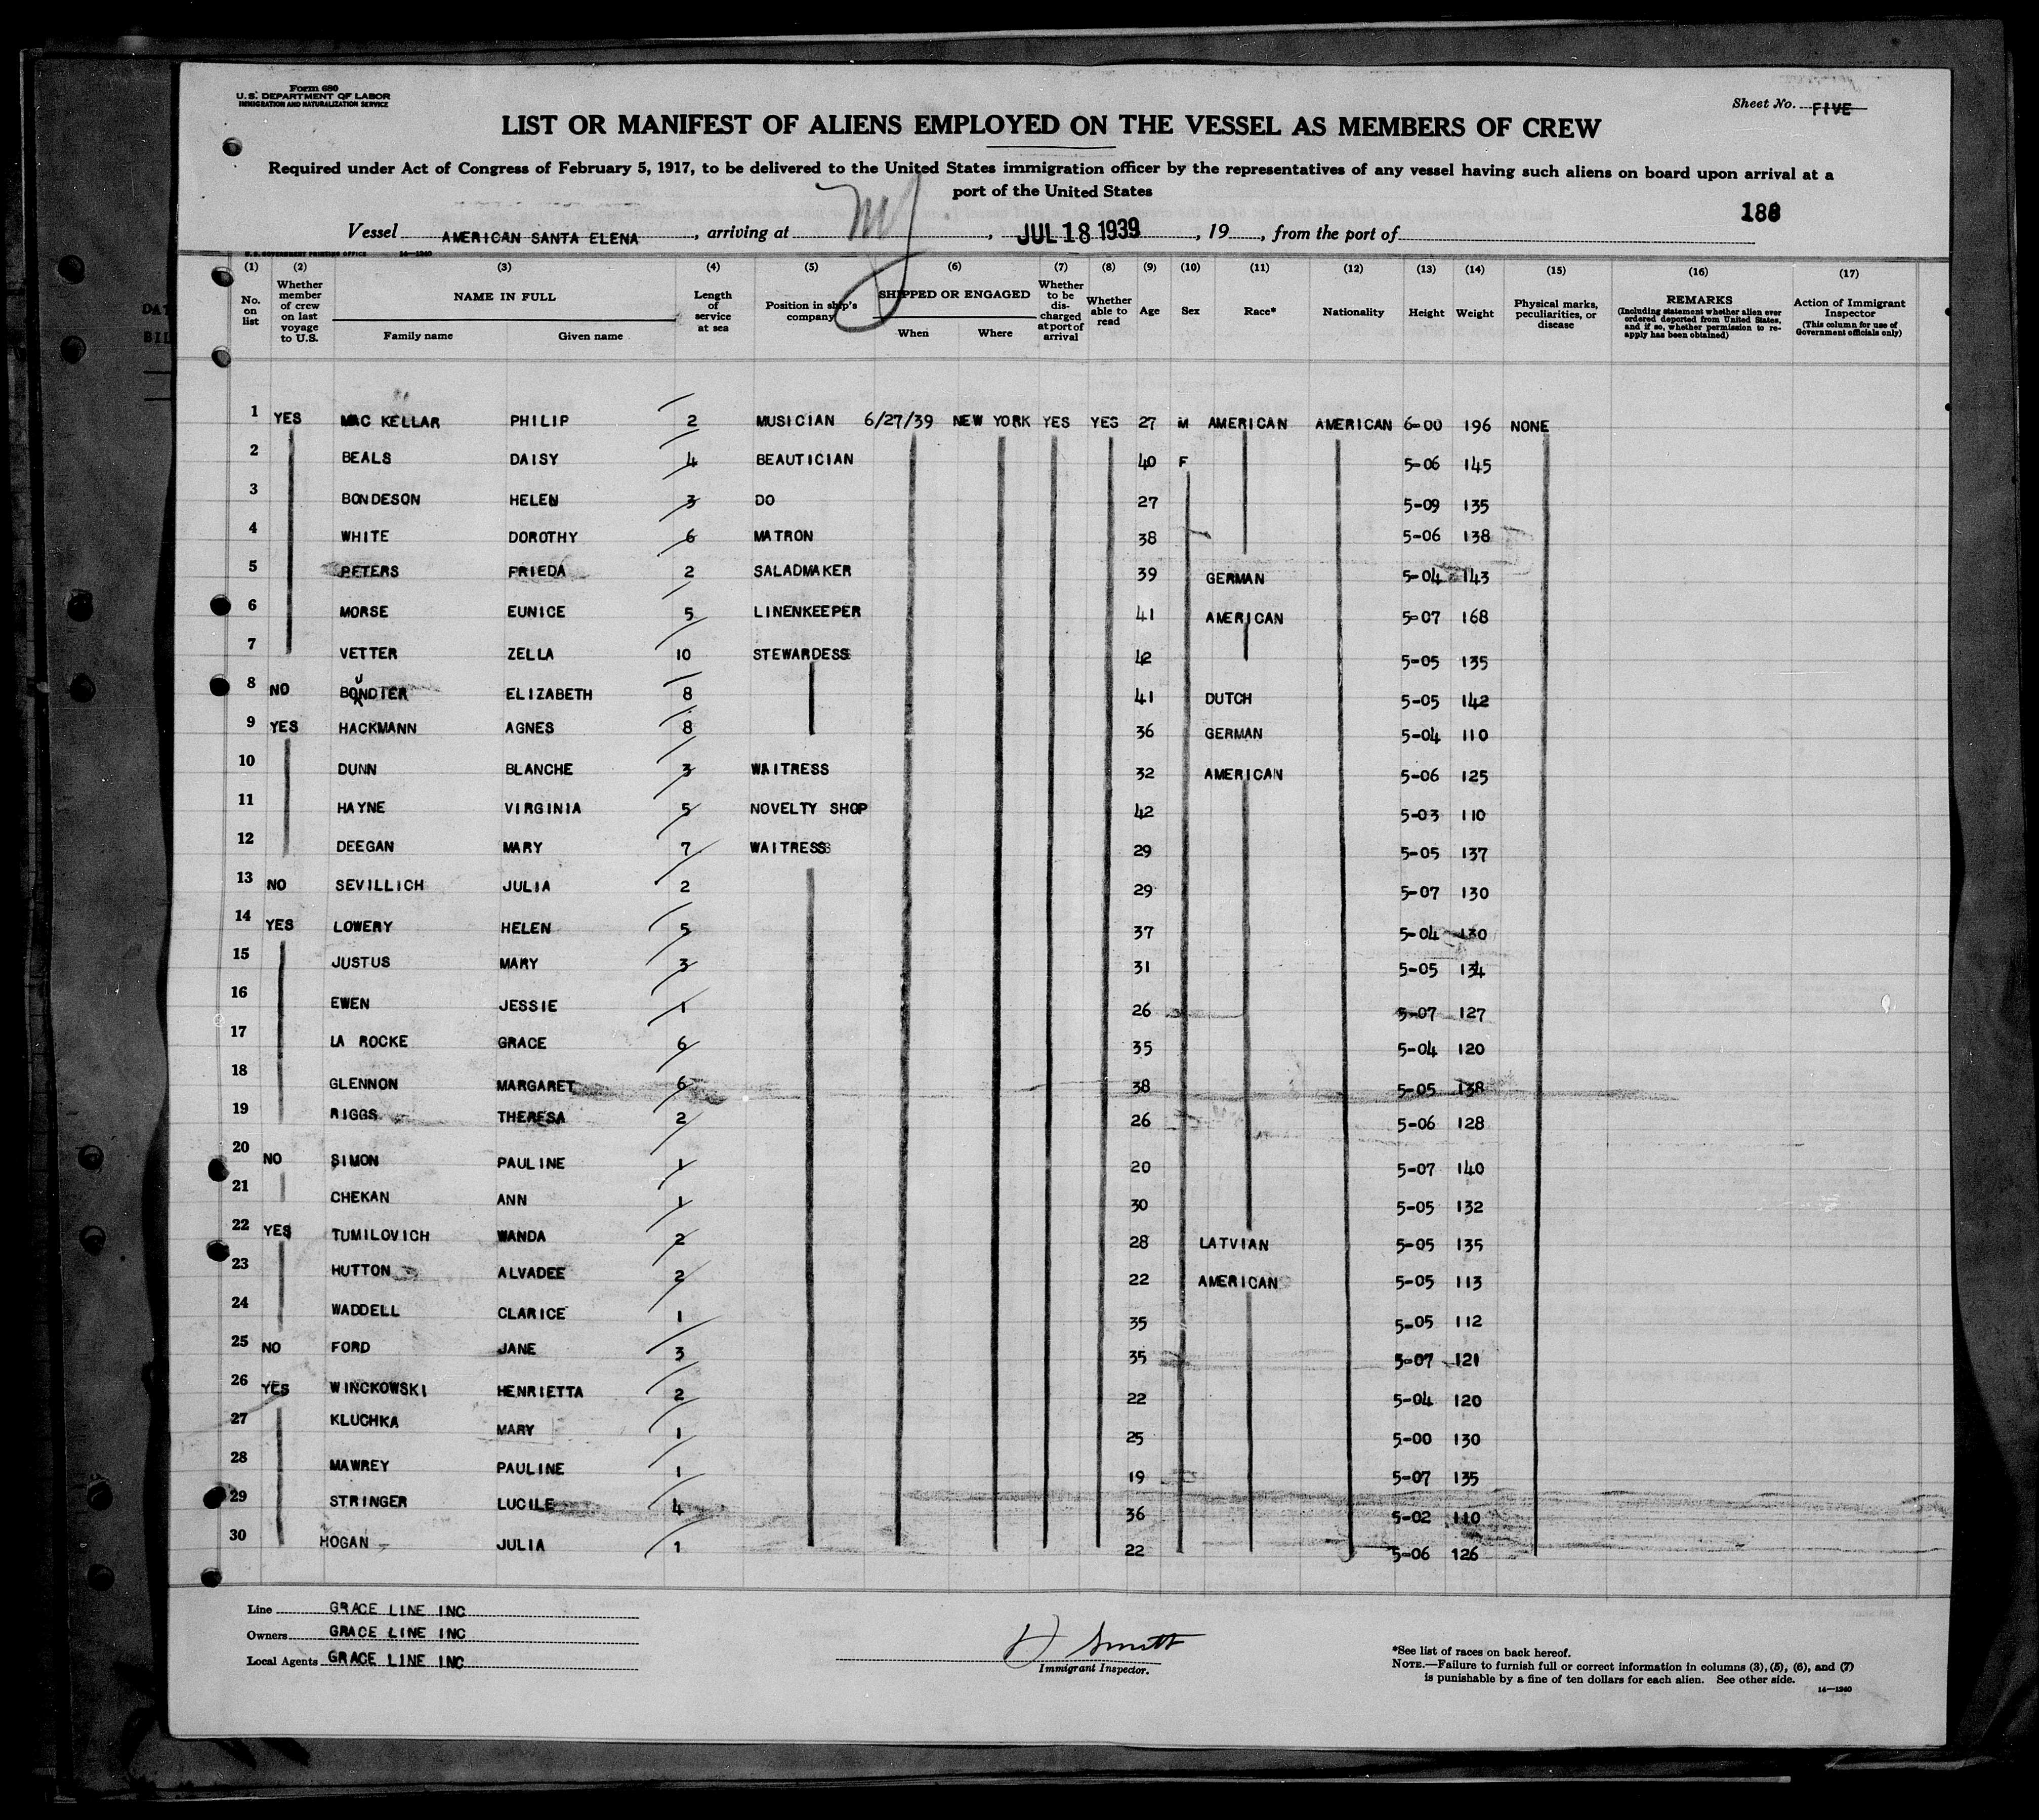 Form 680
U.S. DEPARTMENT OF LABOR
IMMIGRATION AND NATURALIZATION SERVICE
Sheet No. FIVE
LIST OR MANIFEST OF ALIENS EMPLOYED ON THE VESSEL AS MEMBERS OF CREW
Required under Act of Congress of February 5, 1917, to be delivered to the United States immigration officer by the representatives of any vessel having such aliens on board upon arrival at a
port of the United States
188
Vessel AMERICAN SANTA ELENA, arriving at NY, JUL 18 1939, 19, from the port of
U.S. GOVERNMENT PRINTING OFFICE 14—1240
(1) (2) (3) (4) (5) (6) (7) (8) (9) (10) (11) (12) (13) (14) (15) (16) (17)
No. on list
Whether member of crew on last voyage to U.S.
NAME IN FULL
Family name Given name
Length of service at sea
Position in ship's company
SHIPPED OR ENGAGED
When Where
Whether to be discharged at port of arrival
Whether able to read
Age
Sex
Race*
Nationality
Height
Weight
Physical marks, peculiarities, or disease
REMARKS
(Including statement whether alien ever ordered deported from United States, and if so, whether permission to reapply has been obtained)
Action of Immigrant Inspector
(This column for use of Government officials only)
1 YES MAC KELLAR PHILIP 2 MUSICIAN 6/27/39 NEW YORK YES YES 27 M AMERICAN AMERICAN 6-00 196 NONE
2 BEALS DAISY 4 BEAUTICIAN 40 F 5-06 145
3 BONDESON HELEN 3 DO 27 5-09 135
4 WHITE DOROTHY 6 MATRON 38 5-06 138
5 PETERS FRIEDA 2 SALADMAKER 39 GERMAN 5-04 143
6 MORSE EUNICE 5 LINENKEEPER 41 AMERICAN 5-07 168
7 VETTER ZELLA 10 STEWARDESS 42 5-05 135
8 NO BOUNDIER ELIZABETH 8 41 DUTCH 5-05 142
9 YES HACKMANN AGNES 8 36 GERMAN 5-04 110
10 DUNN BLANCHE 3 WAITRESS 32 AMERICAN 5-06 125
11 HAYNE VIRGINIA 5 NOVELTY SHOP 42 5-03 110
12 DEEGAN MARY 7 WAITRESS 29 5-05 137
13 NO SEVILLICH JULIA 2 29 5-07 130
14 YES LOWERY HELEN 5 37 5-04 130
15 JUSTUS MARY 3 31 5-05 134
16 EWEN JESSIE 1 26 5-07 127
17 LA ROCKE GRACE 6 35 5-04 120
18 GLENNON MARGARET 6 38 5-05 138
19 RIGGS THERESA 2 26 5-06 128
20 NO SIMON PAULINE 1 20 5-07 140
21 CHEKAN ANN 1 30 5-05 132
22 YES TUMILOVICH WANDA 2 28 LATVIAN 5-05 135
23 HUTTON ALVADEE 2 22 AMERICAN 5-05 113
24 WADDELL CLARICE 1 35 5-05 112
25 NO FORD JANE 3 35 5-07 121
26 YES WINCKOWSKI HENRIETTA 2 22 5-04 120
27 KLUCHKA MARY 1 25 5-00 130
28 MAWREY PAULINE 1 19 5-07 135
29 STRINGER LUCILE 4 36 5-02 110
30 HOGAN JULIA 1 22 5-06 126
Line GRACE LINE INC
Owners GRACE LINE INC
Local Agents GRACE LINE INC
Smith
Immigrant Inspector.
*See list of races on back hereof.
NOTE.—Failure to furnish full or correct information in columns (3), (5), (6), and (7)
is punishable by a fine of ten dollars for each alien. See other side.
14—1240